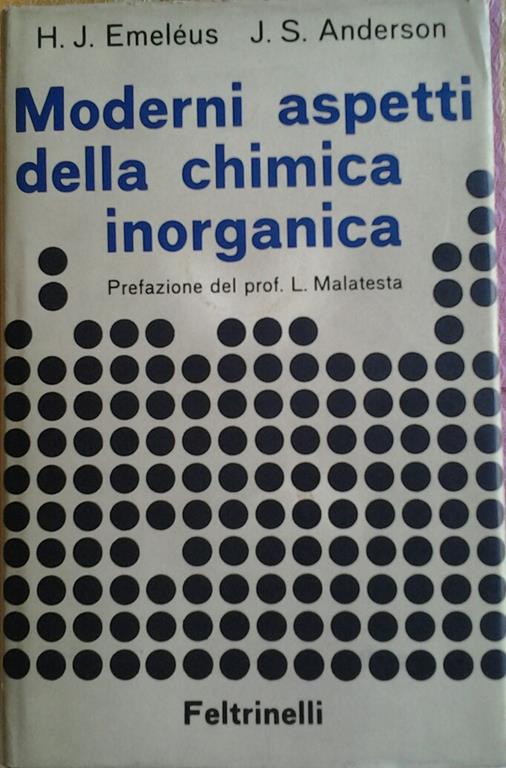 H. J. Emeléus J. S. Anderson
Moderni aspetti
della chimica
inorganica
Prefazione del prof. L. Malatesta
Feltrinelli